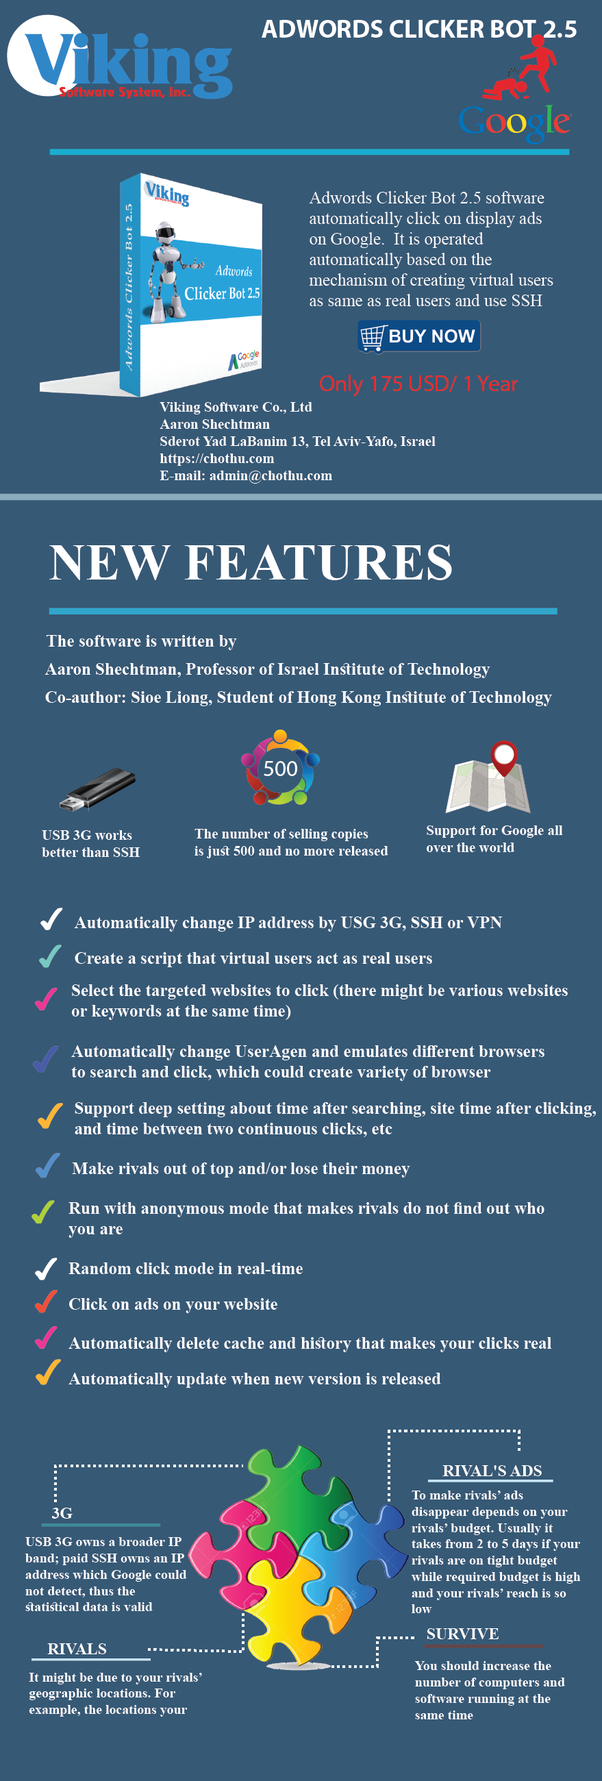 Viking
Software System, Inc.
ADWORDS CLICKER BOT 2.5
Google
Adwords Clicker Bot 2.5
Viking
Adwords
Clicker Bot 2.5
Google
AdWords
Adwords Clicker Bot 2.5 software
automatically click on display ads
on Google. It is operated
automatically based on the
mechanism of creating virtual users
as same as real users and use SSH
BUY NOW
Only 175 USD/ 1 Year
Viking Software Co., Ltd
Aaron Shechtman
Sderot Yad LaBanim 13, Tel Aviv-Yafo, Israel
https://chothu.com
E-mail: admin@chothu.com
NEW FEATURES
The software is written by
Aaron Shechtman, Professor of Israel Institute of Technology
Co-author: Sioe Liong, Student of Hong Kong Institute of Technology
USB 3G works
better than SSH
500
The number of selling copies
is just 500 and no more released
Support for Google all
over the world
Automatically change IP address by USG 3G, SSH or VPN
Create a script that virtual users act as real users
Select the targeted websites to click (there might be various websites
or keywords at the same time)
Automatically change UserAgen and emulates different browsers
to search and click, which could create variety of browser
Support deep setting about time after searching, site time after clicking,
and time between two continuous clicks, etc
Make rivals out of top and/or lose their money
Run with anonymous mode that makes rivals do not find out who
you are
Random click mode in real-time
Click on ads on your website
Automatically delete cache and history that makes your clicks real
Automatically update when new version is released
3G
USB 3G owns a broader IP
band; paid SSH owns an IP
address which Google could
not detect, thus the
statistical data is valid
RIVALS
It might be due to your rivals'
geographic locations. For
example, the locations your
RIVAL'S ADS
To make rivals' ads
disappear depends on your
rivals' budget. Usually it
takes from 2 to 5 days if your
rivals are on tight budget
while required budget is high
and your rivals' reach is so
low
SURVIVE
You should increase the
number of computers and
software running at the
same time